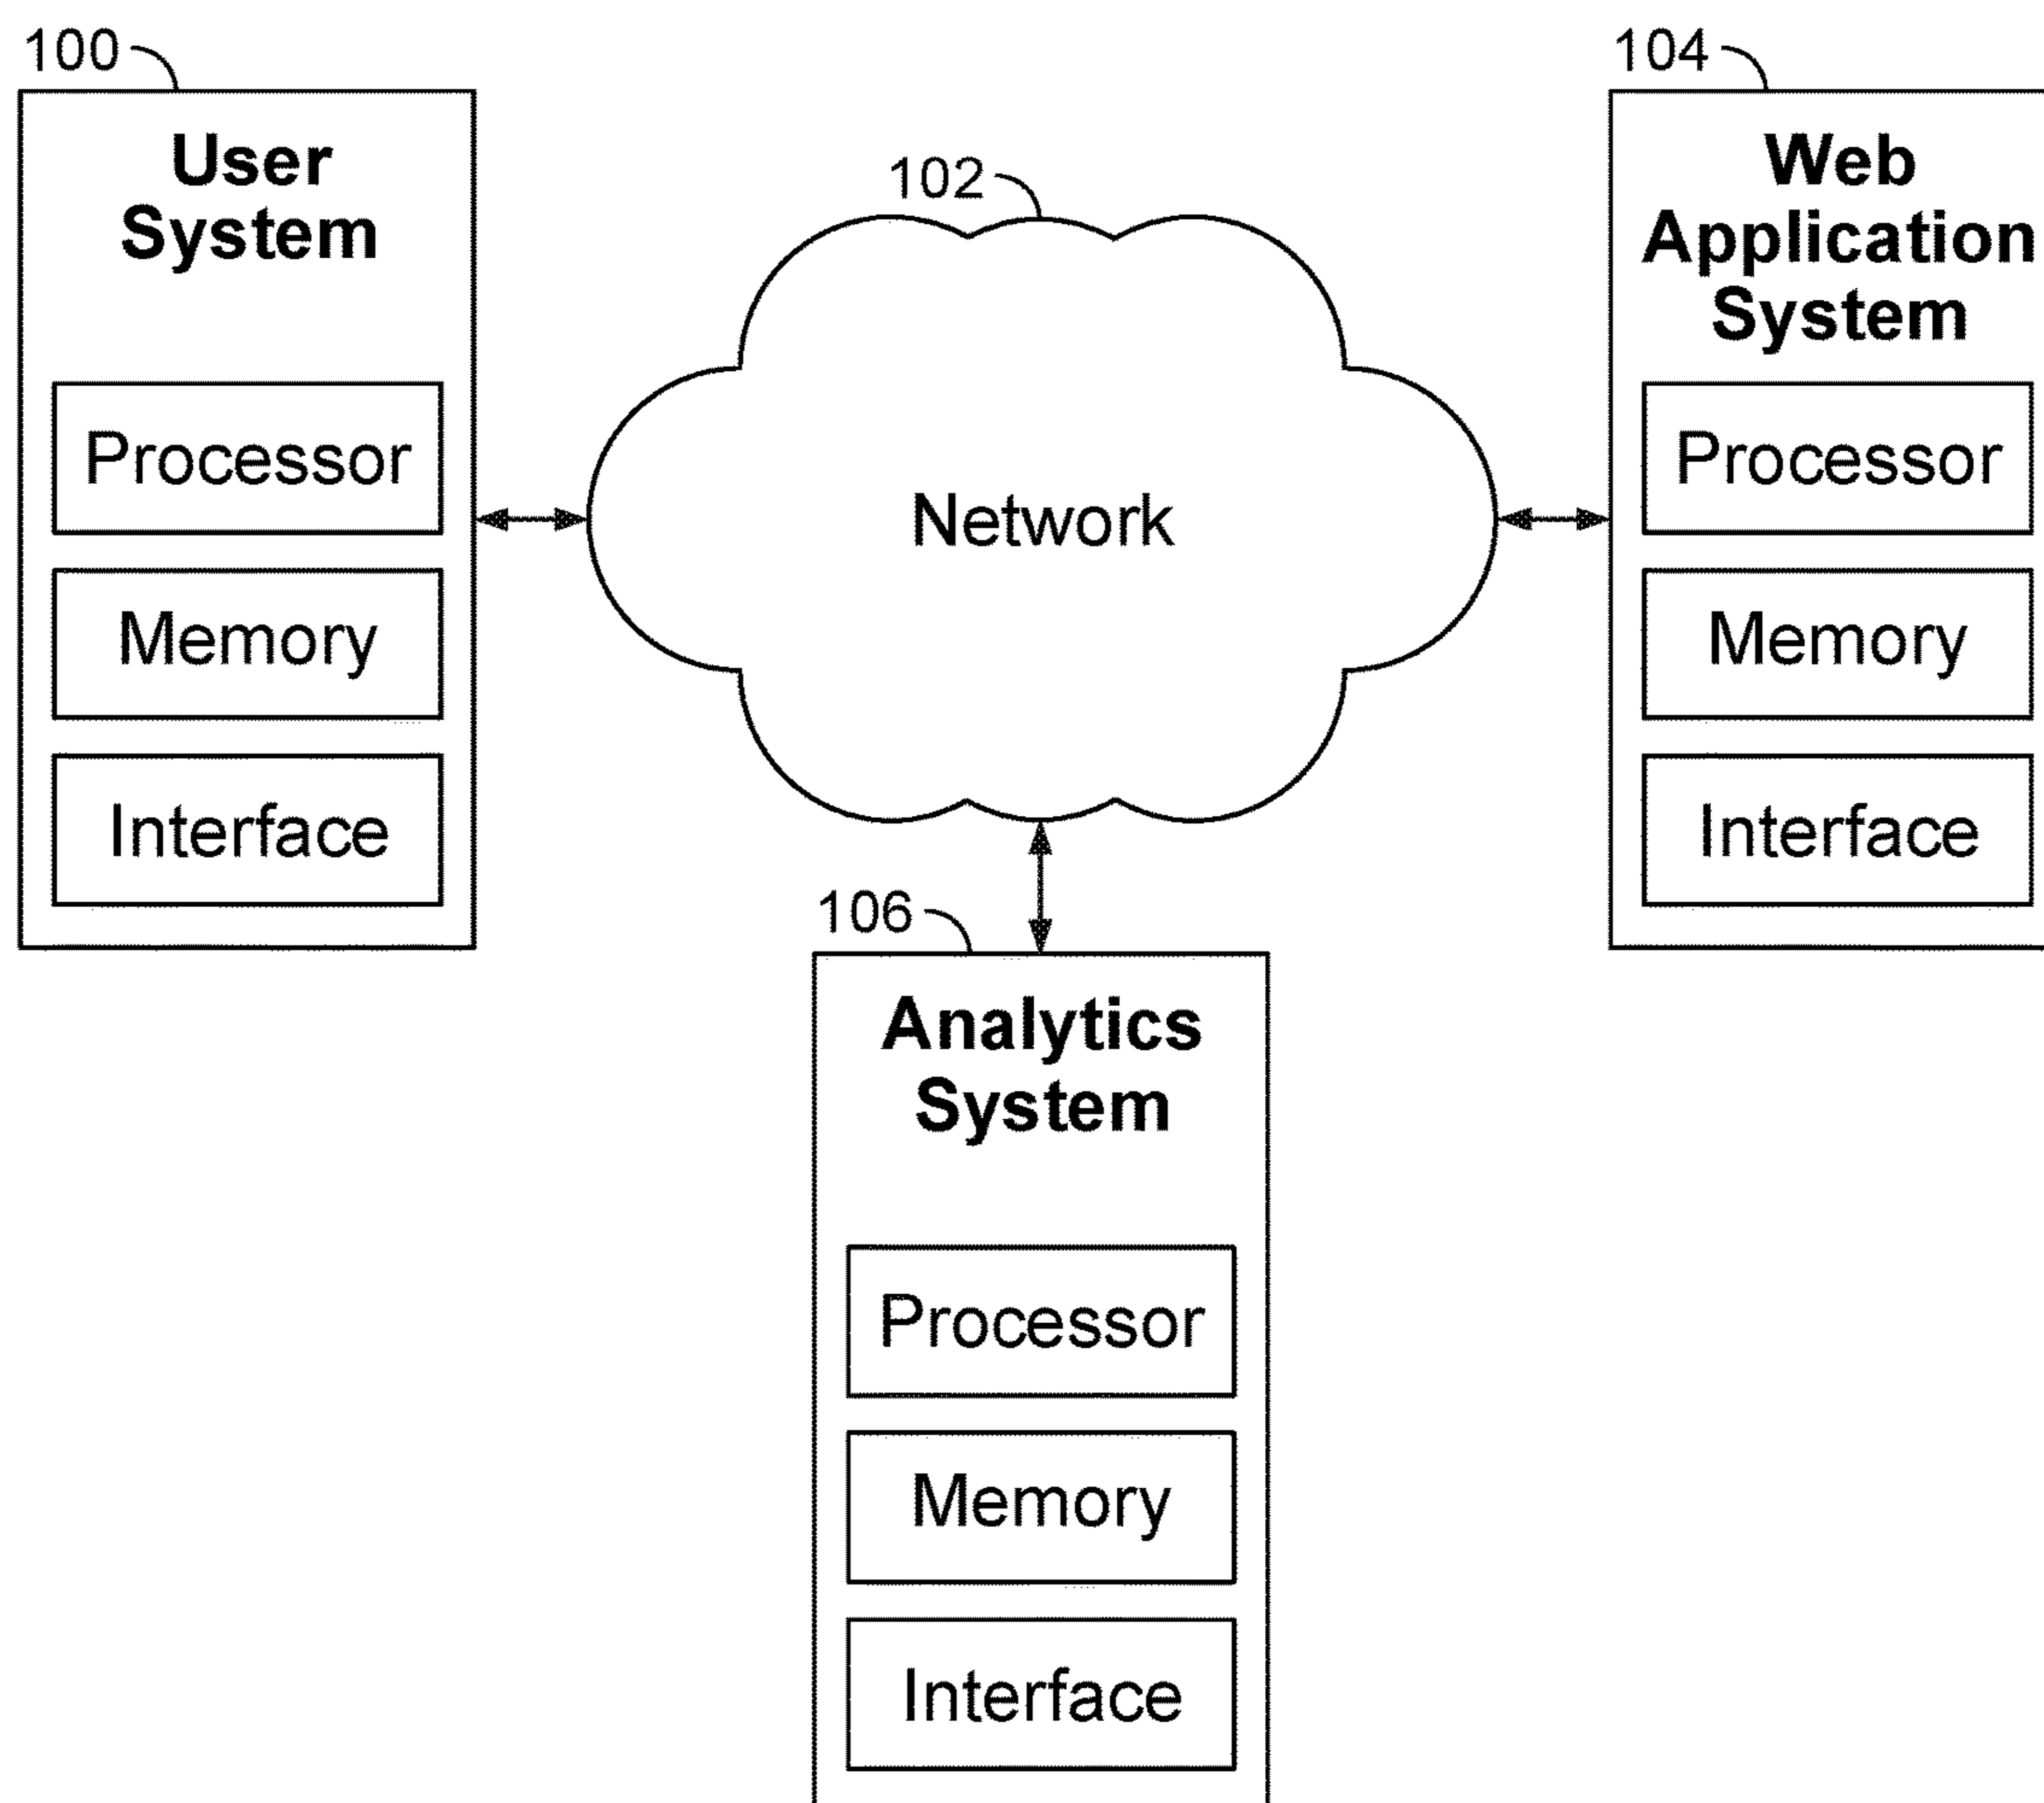 100
User
System
Processor
Memory
Interface
102
Network
104
Web
Application
System
Processor
Memory
Interface
106
Analytics
System
Processor
Memory
Interface